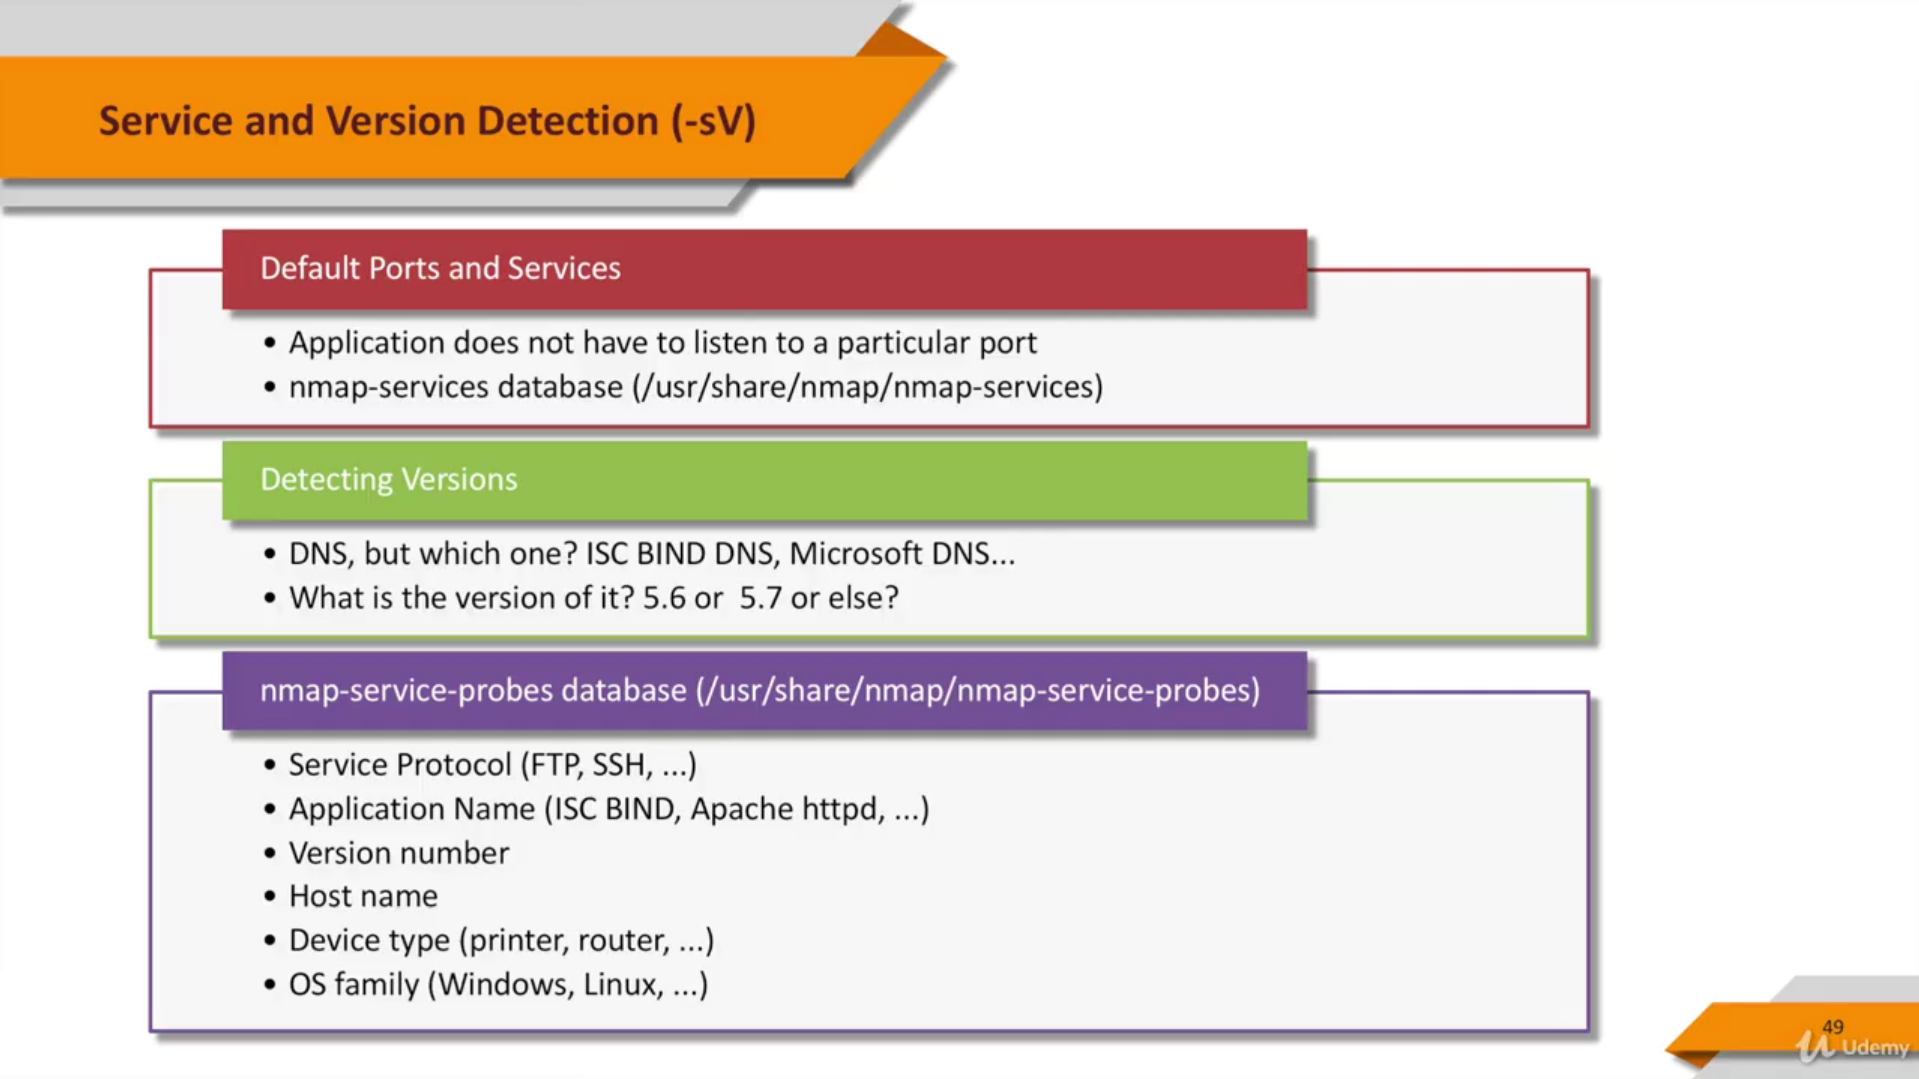 Service and Version Detection (-sV)
Default Ports and Services
• Application does not have to listen to a particular port
• nmap-services database (/usr/share/nmap/nmap-services)
Detecting Versions
• DNS, but which one? ISC BIND DNS, Microsoft DNS...
• What is the version of it? 5.6 or  5.7 or else?
nmap-service-probes database (/usr/share/nmap/nmap-service-probes)
• Service Protocol (FTP, SSH, ...)
• Application Name (ISC BIND, Apache httpd, ...)
• Version number
• Host name
• Device type (printer, router, ...)
• OS family (Windows, Linux, ...)
49
Udemy